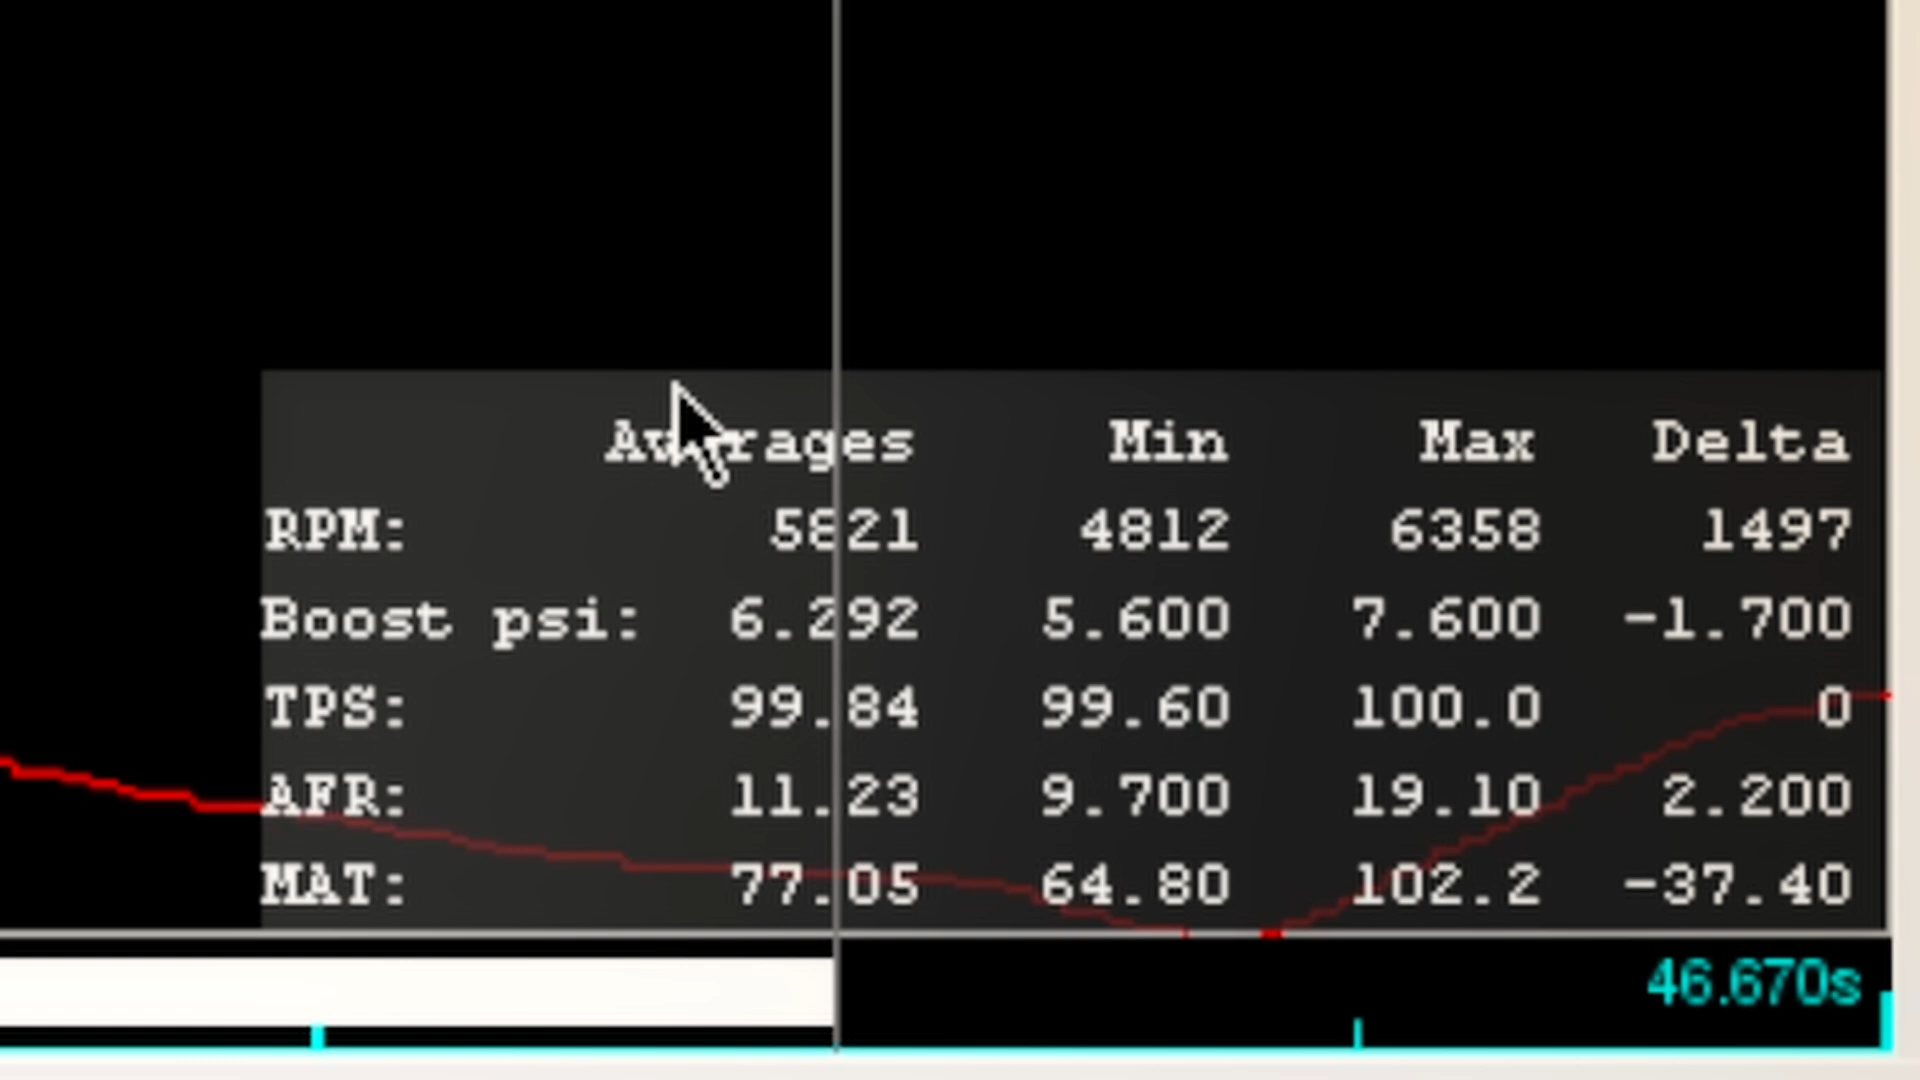 Averages Min Max Delta
RPM: 5821 4812 6358 1497
Boost psi: 6.292 5.600 7.600 -1.700
TPS: 99.84 99.60 100.0 0
AFR: 11.23 9.700 19.10 2.200
MAT: 77.05 64.80 102.2 -37.40
46.670s